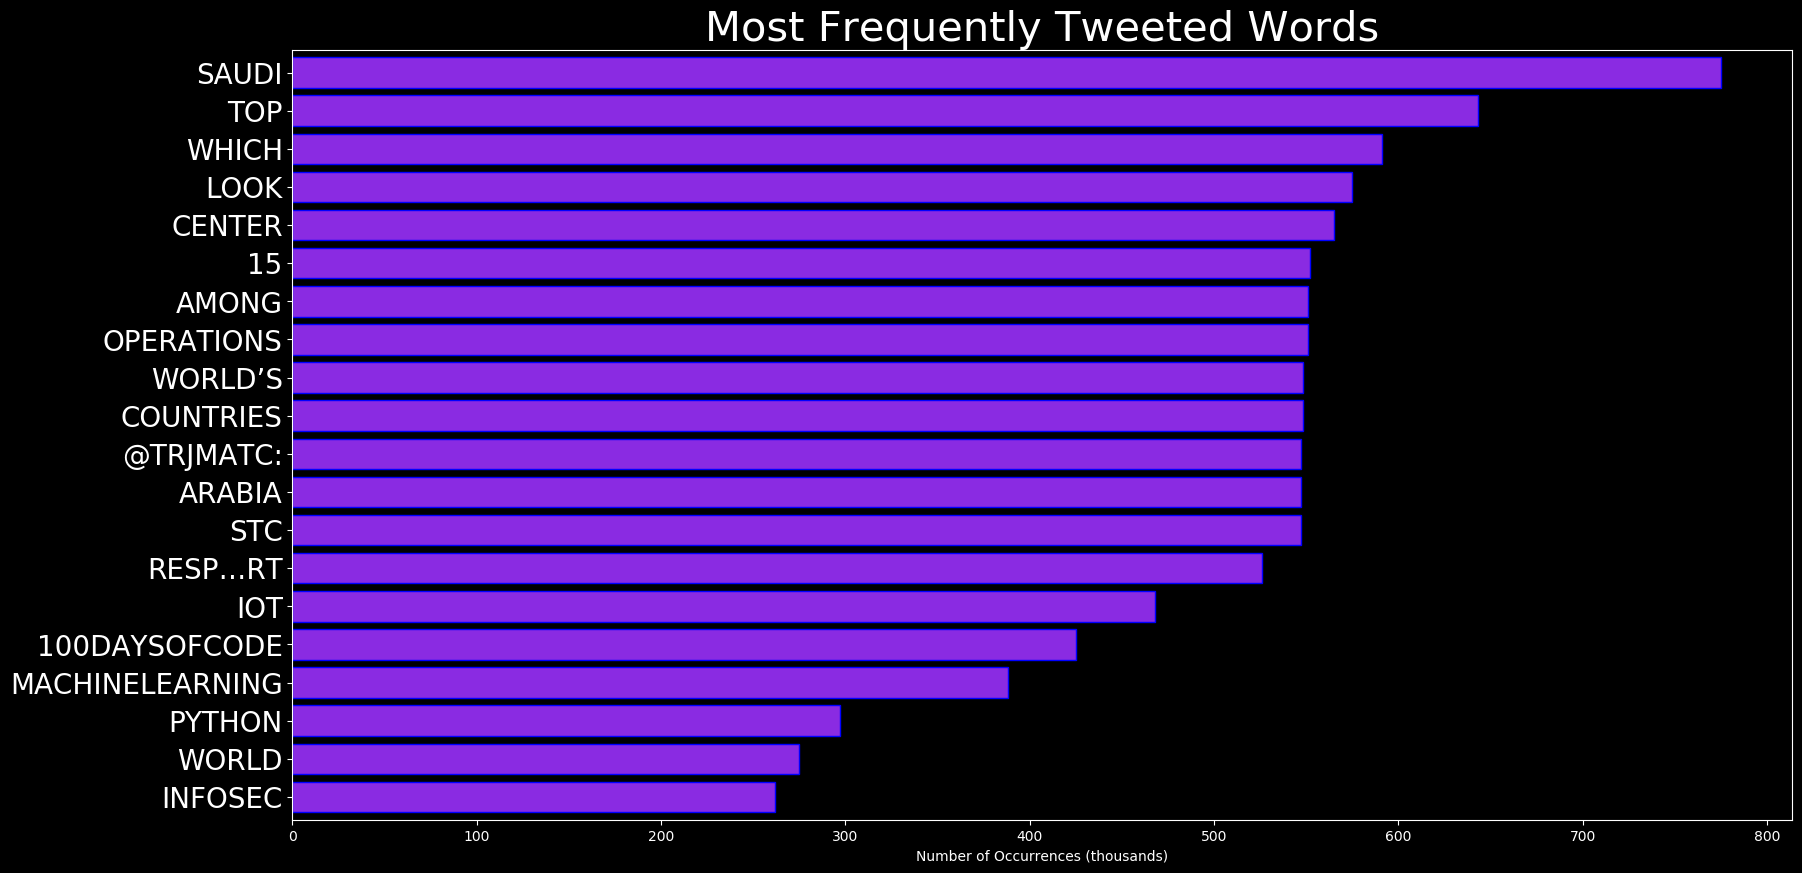 Most Frequently Tweeted Words
SAUDI
TOP
WHICH
LOOK
CENTER
15
AMONG
OPERATIONS
WORLD’S
COUNTRIES
@TRJMATC:
ARABIA
STC
RESP…RT
IOT
100DAYSOFCODE
MACHINELEARNING
PYTHON
WORLD
INFOSEC
0 100 200 300 400 500 600 700 800
Number of Occurrences (thousands)